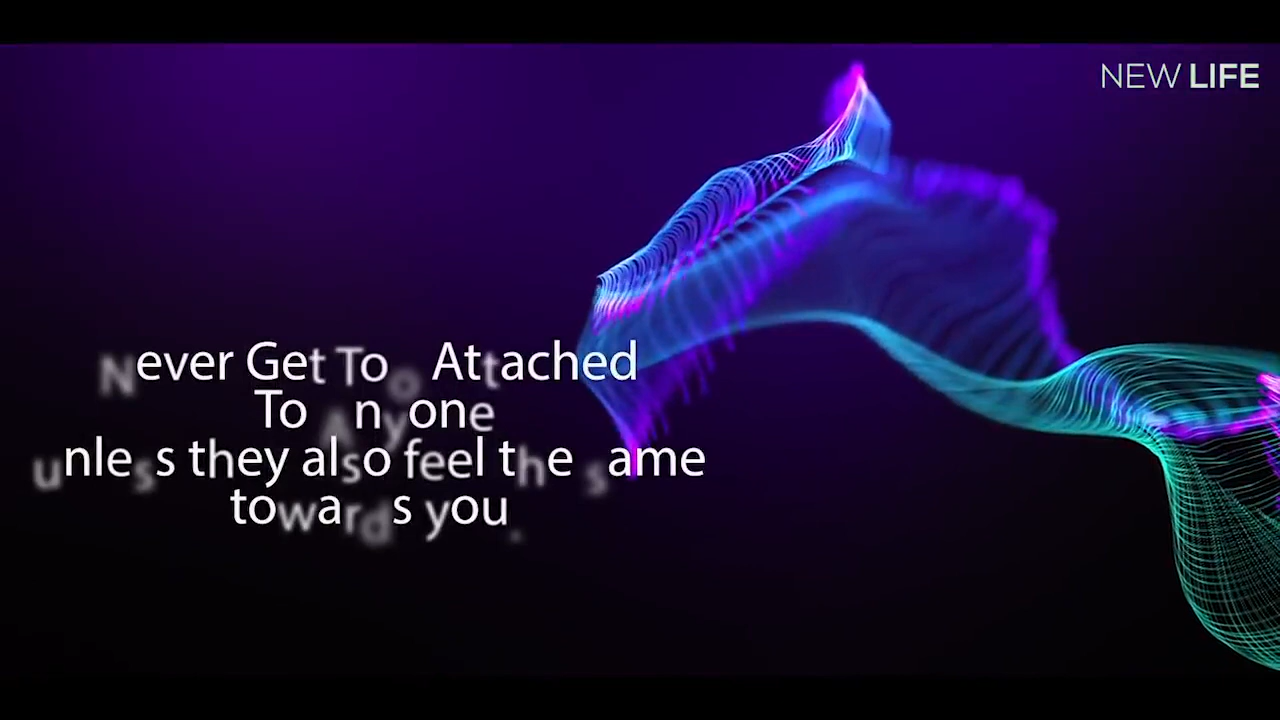 NEW LIFE
Never Get Too Attached
To Anyone
unless they also feel the same
towards you.